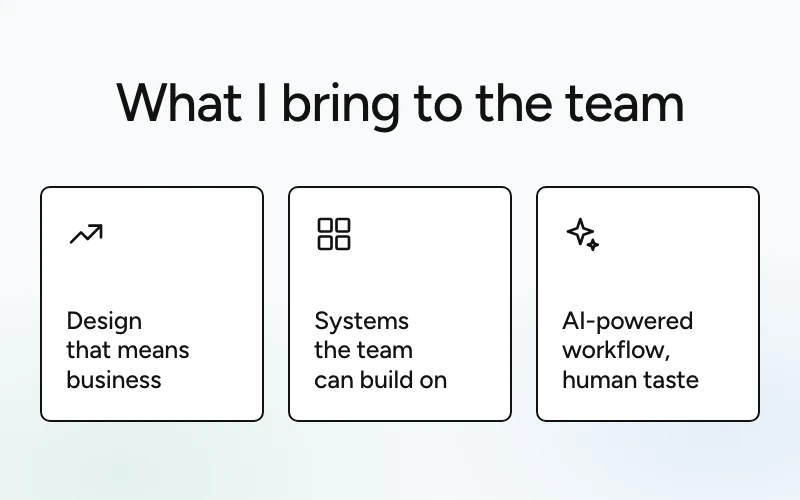 What I bring to the team
Design
that means
business
Systems
the team
can build on
AI-powered
workflow,
human taste